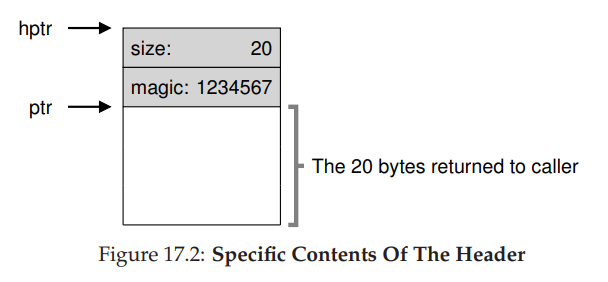 hptr
size: 20
magic: 1234567
ptr
The 20 bytes returned to caller
Figure 17.2: Specific Contents Of The Header